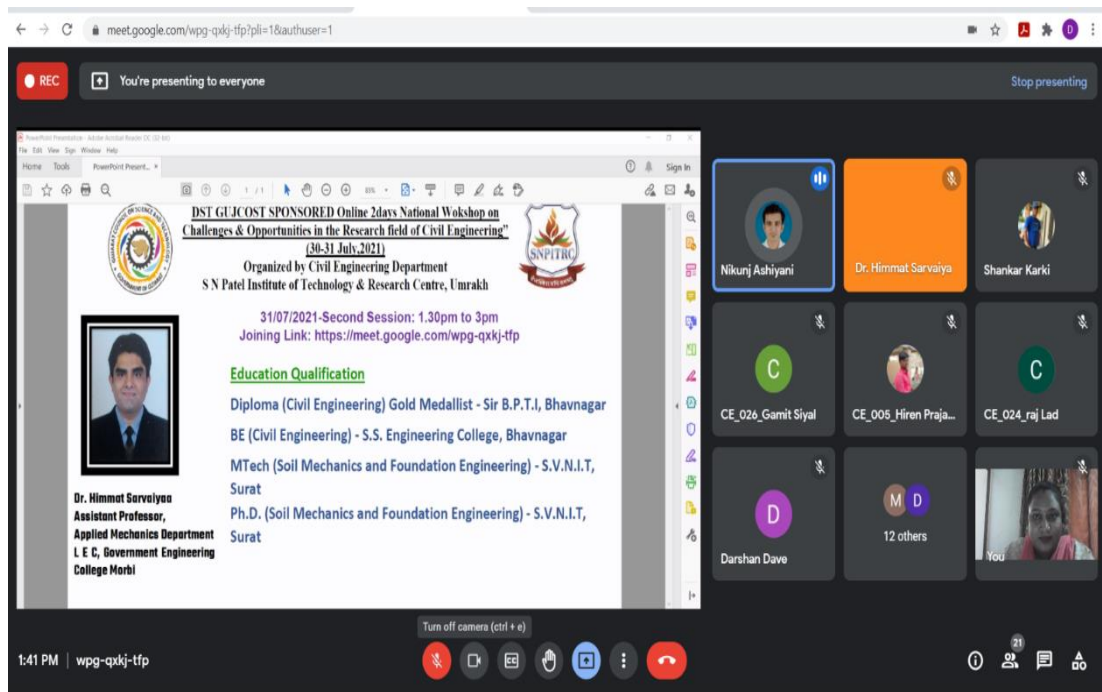 meet.google.com/wpg-qxkj-tfp?pli=1&authuser=1
D
REC
You're presenting to everyone
Stop presenting
PowerPoint Presentation - Adobe Acrobat Reader DC (32-bit)
File Edit View Sign Window Help
Home Tools PowerPoint Present... ×
Sign In
1 / 1
DST GUJCOST SPONSORED Online 2days National Wokshop on
Challenges & Opportunities in the Research field of Civil Engineering"
(30-31 July,2021)
Organized by Civil Engineering Department
S N Patel Institute of Technology & Research Centre, Umrakh
SNPITRC
31/07/2021-Second Session: 1.30pm to 3pm
Joining Link: https://meet.google.com/wpg-qxkj-tfp
Education Qualification
Diploma (Civil Engineering) Gold Medallist - Sir B.P.T.I, Bhavnagar
BE (Civil Engineering) - S.S. Engineering College, Bhavnagar
MTech (Soil Mechanics and Foundation Engineering) - S.V.N.I.T,
Surat
Ph.D. (Soil Mechanics and Foundation Engineering) - S.V.N.I.T,
Surat
Dr. Himmat Sarvaiyaa
Assistant Professor,
Applied Mechanics Department
L E C, Government Engineering
College Morbi
Nikunj Ashiyani
Dr. Himmat Sarvaiya
Shankar Karki
C
CE_026_Gamit Siyal
CE_005_Hiren Praja...
C
CE_024_raj Lad
D
Darshan Dave
M D
12 others
You
Turn off camera (ctrl + e)
1:41 PM | wpg-qxkj-tfp
21